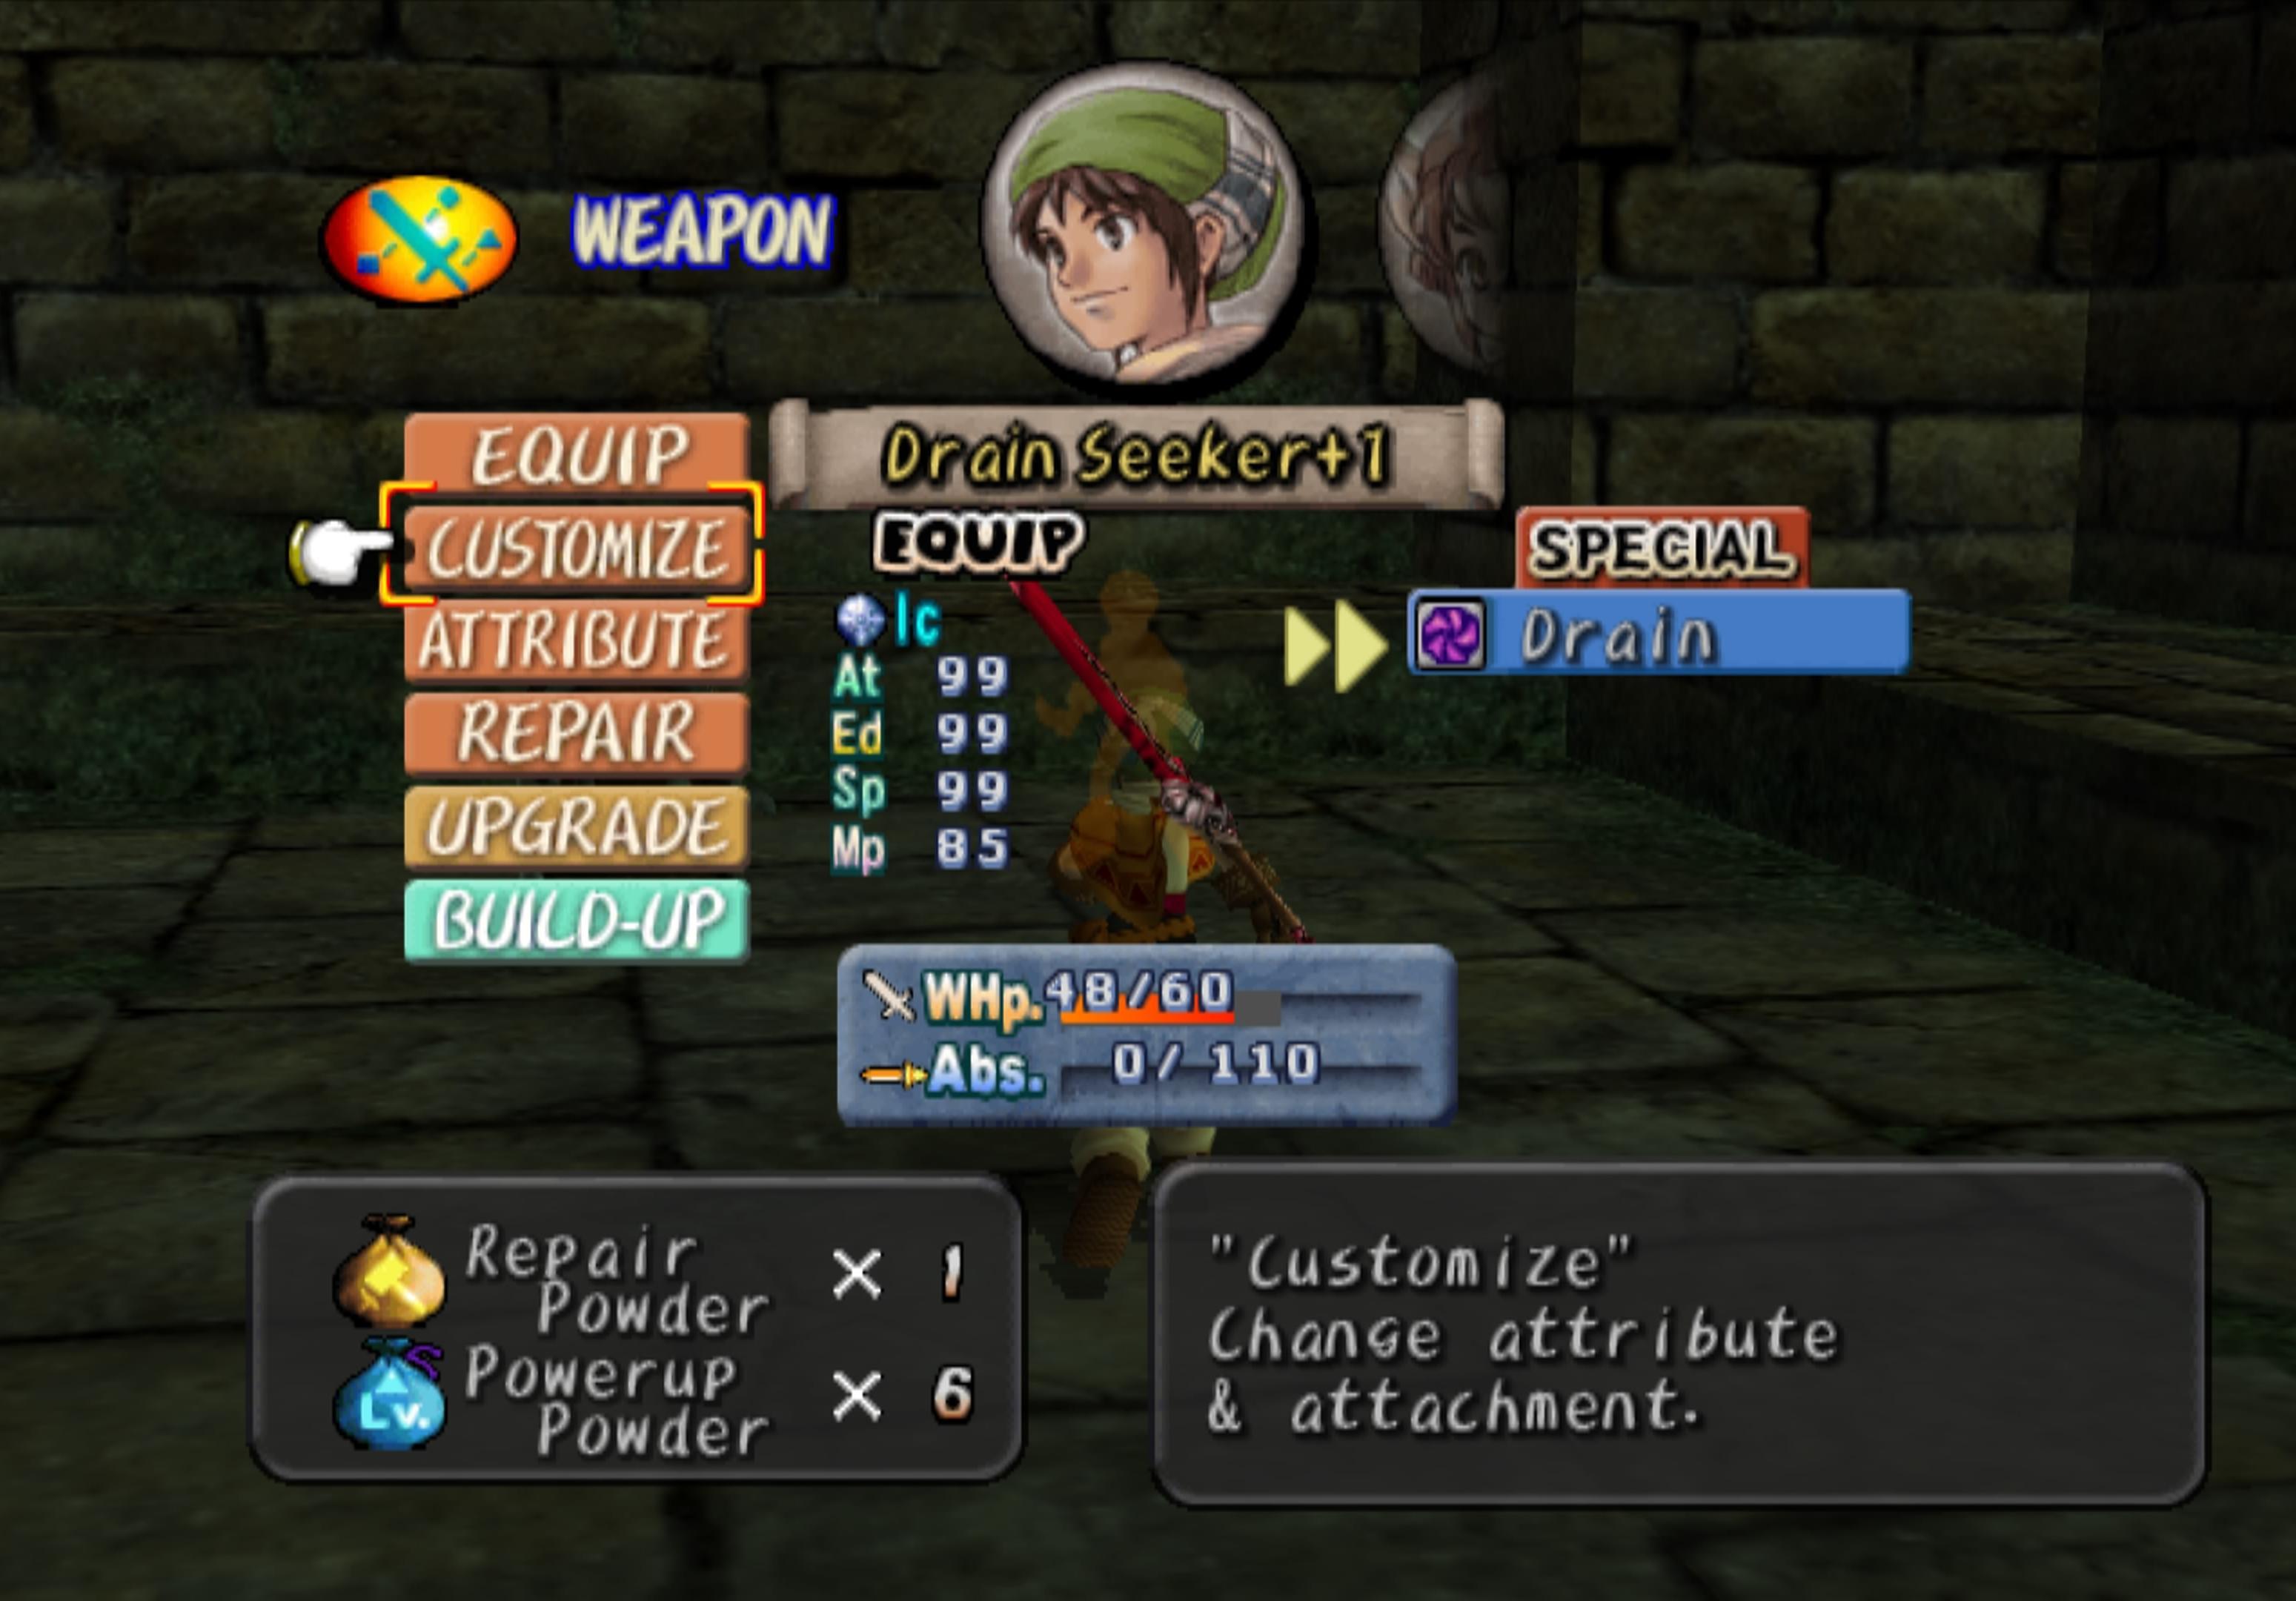 WEAPON
EQUIP
CUSTOMIZE
ATTRIBUTE
REPAIR
UPGRADE
BUILD-UP
Drain Seeker+1
EQUIP
Ic
At 99
Ed 99
Sp 99
Mp 85
SPECIAL
Drain
WHp. 48/60
Abs. 0/110
Repair
Powder × 1
Lv. Powerup
Powder × 6
"Customize"
Change attribute
& attachment.